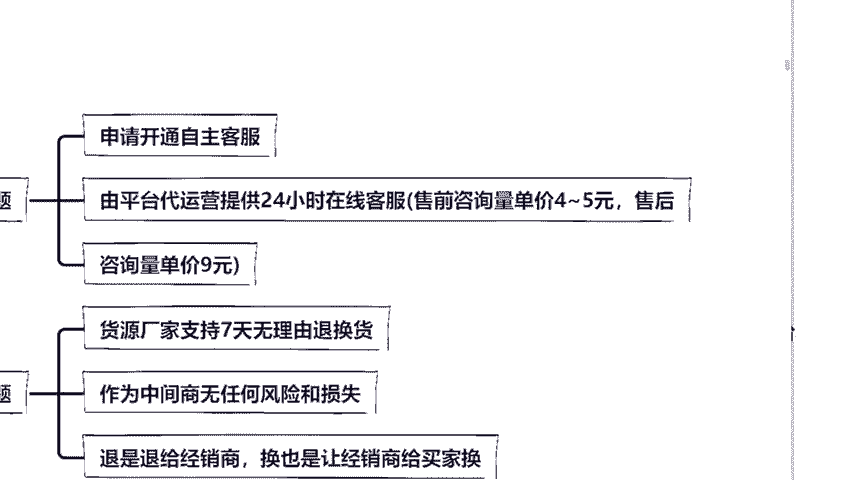 申请开通自主客服
题
由平台代运营提供24小时在线客服(售前咨询量单价4~5元，售后
咨询量单价9元)
货源厂家支持7天无理由退换货
题
作为中间商无任何风险和损失
退是退给经销商，换也是让经销商给买家换